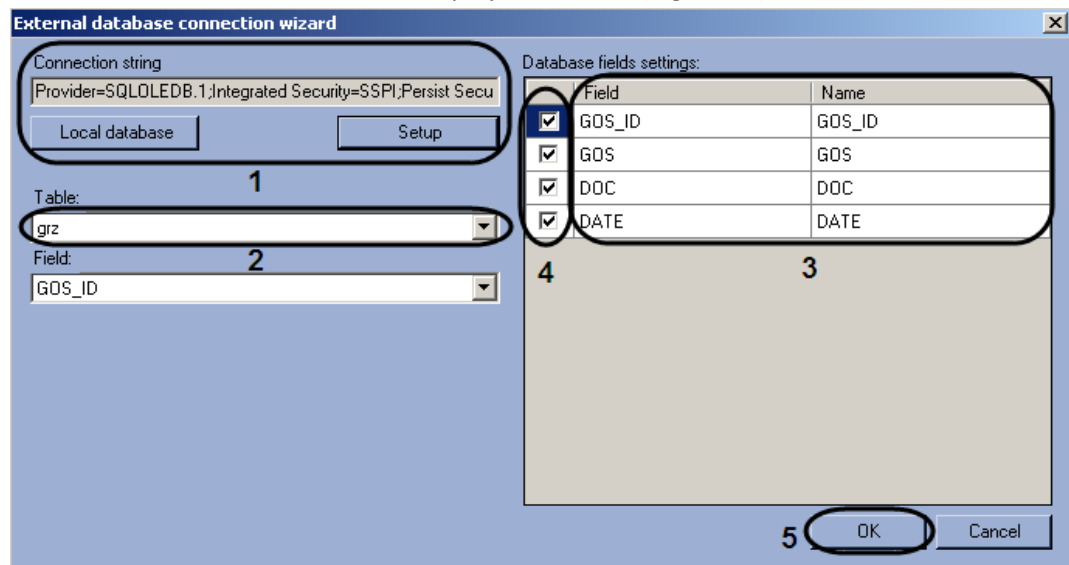 External database connection wizard
Connection string
Provider=SQLOLEDB.1;Integrated Security=SSPI;Persist Secu
Local database
Setup
1
Table:
grz
Field:
2
GOS_ID
Database fields settings:
Field Name
GOS_ID GOS_ID
GOS GOS
DOC DOC
DATE DATE
4
3
5
OK
Cancel